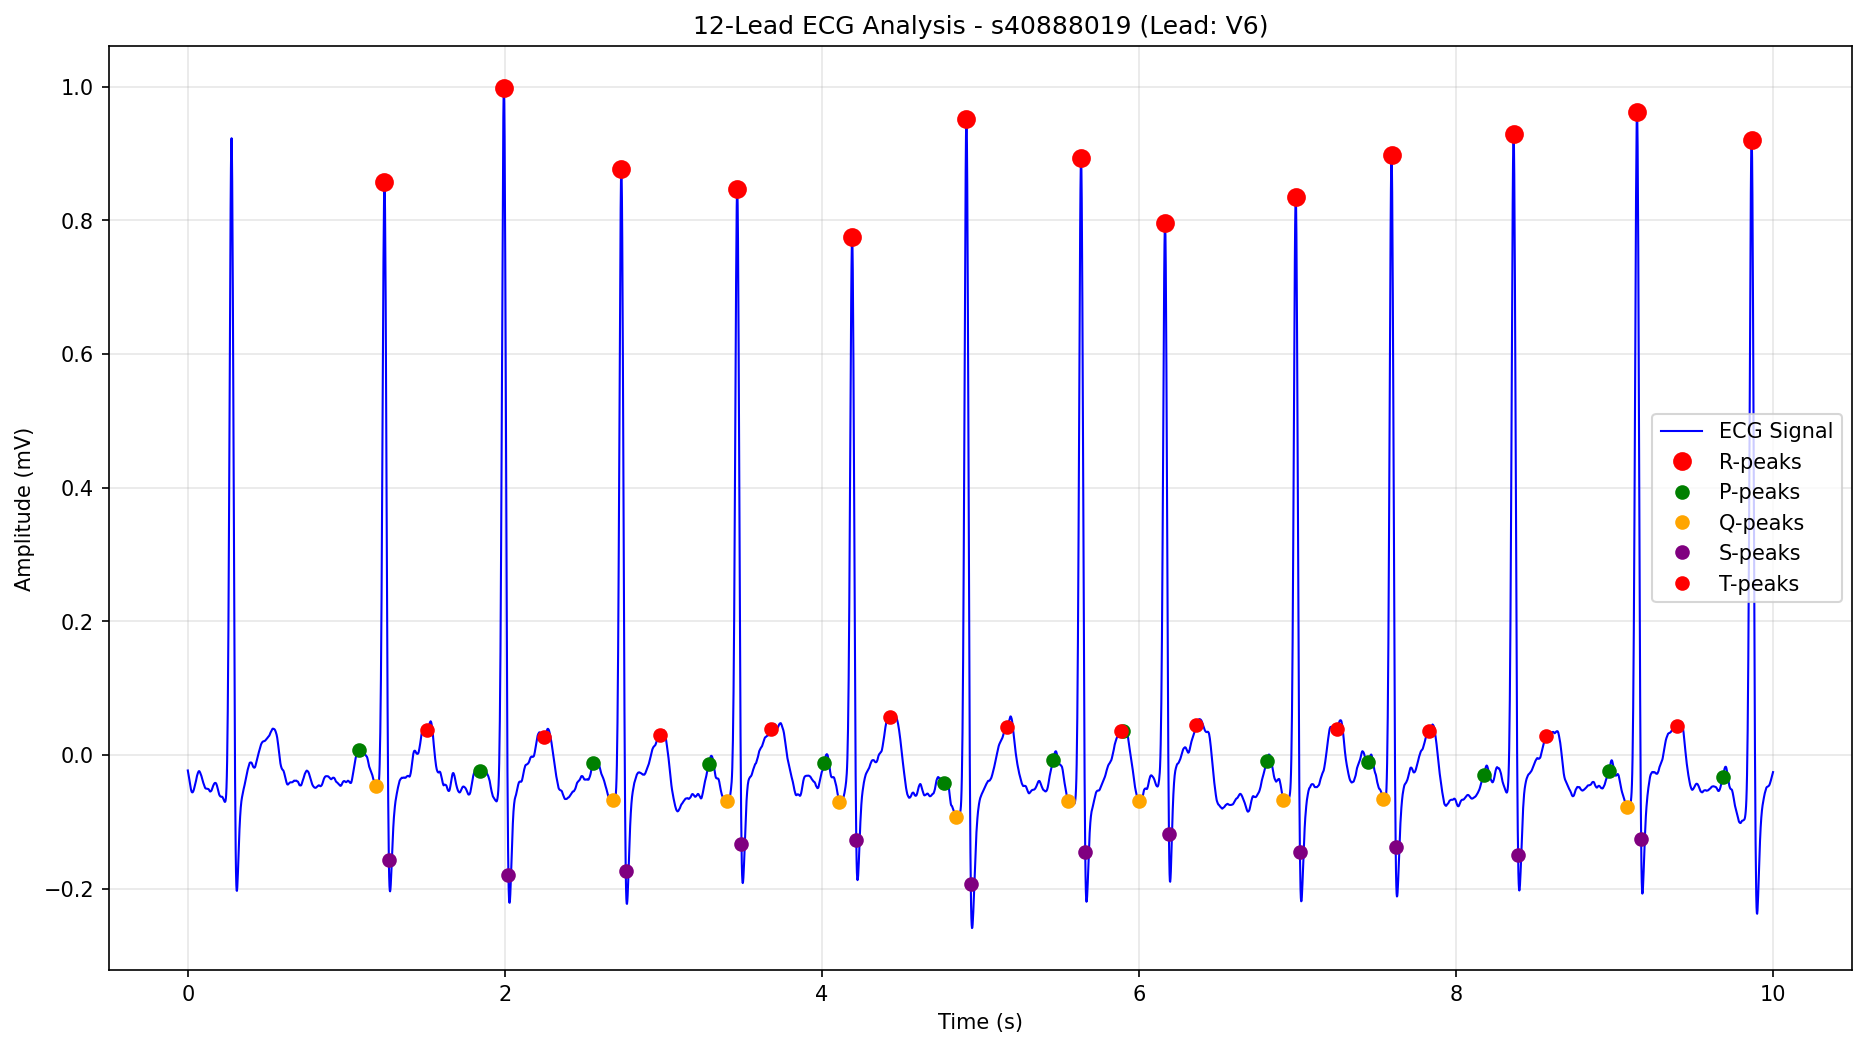 12-Lead ECG Analysis - s40888019 (Lead: V6)
Amplitude (mV)
1.0
0.8
0.6
0.4
0.2
0.0
−0.2
ECG Signal
R-peaks
P-peaks
Q-peaks
S-peaks
T-peaks
0 2 4 6 8 10
Time (s)